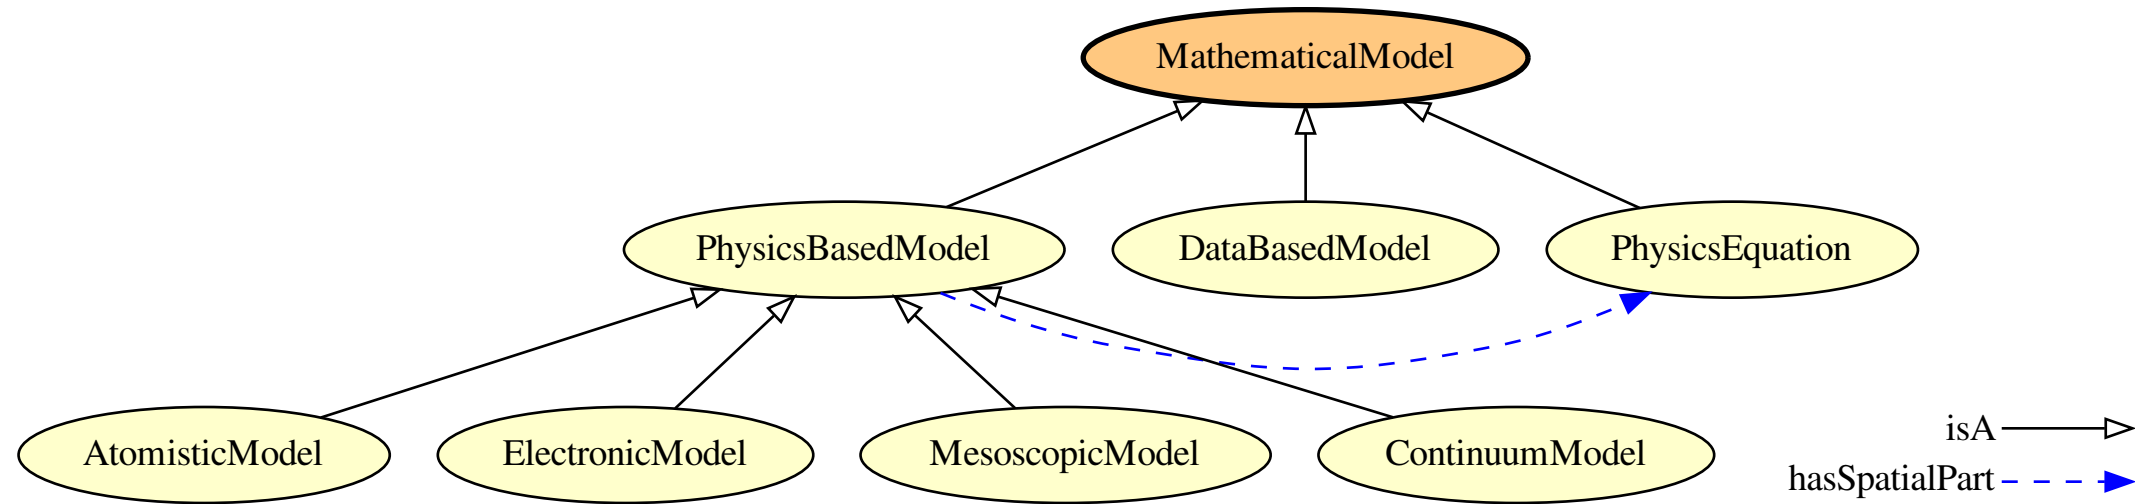 MathematicalModel
PhysicsBasedModel
DataBasedModel
PhysicsEquation
AtomisticModel
ElectronicModel
MesoscopicModel
ContinuumModel
isA
hasSpatialPart